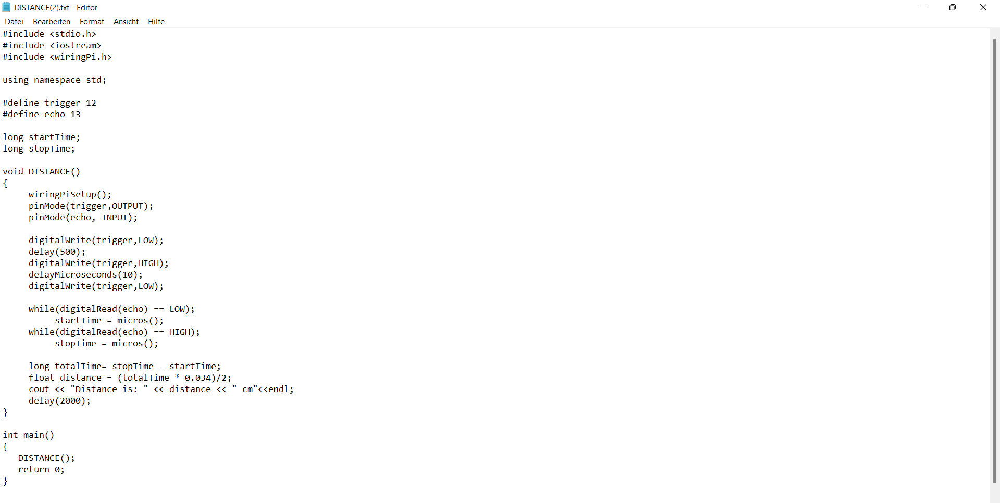 DISTANCE(2).txt - Editor
Datei Bearbeiten Format Ansicht Hilfe
#include <stdio.h>
#include <iostream>
#include <wiringPi.h>

using namespace std;

#define trigger 12
#define echo 13

long startTime;
long stopTime;

void DISTANCE()
{
     wiringPiSetup();
     pinMode(trigger,OUTPUT);
     pinMode(echo, INPUT);

     digitalWrite(trigger,LOW);
     delay(500);
     digitalWrite(trigger,HIGH);
     delayMicroseconds(10);
     digitalWrite(trigger,LOW);

     while(digitalRead(echo) == LOW);
          startTime = micros();
     while(digitalRead(echo) == HIGH);
          stopTime = micros();

     long totalTime= stopTime - startTime;
     float distance = (totalTime * 0.034)/2;
     cout << "Distance is: " << distance << " cm"<<endl;
     delay(2000);
}

int main()
{
   DISTANCE();
   return 0;
}